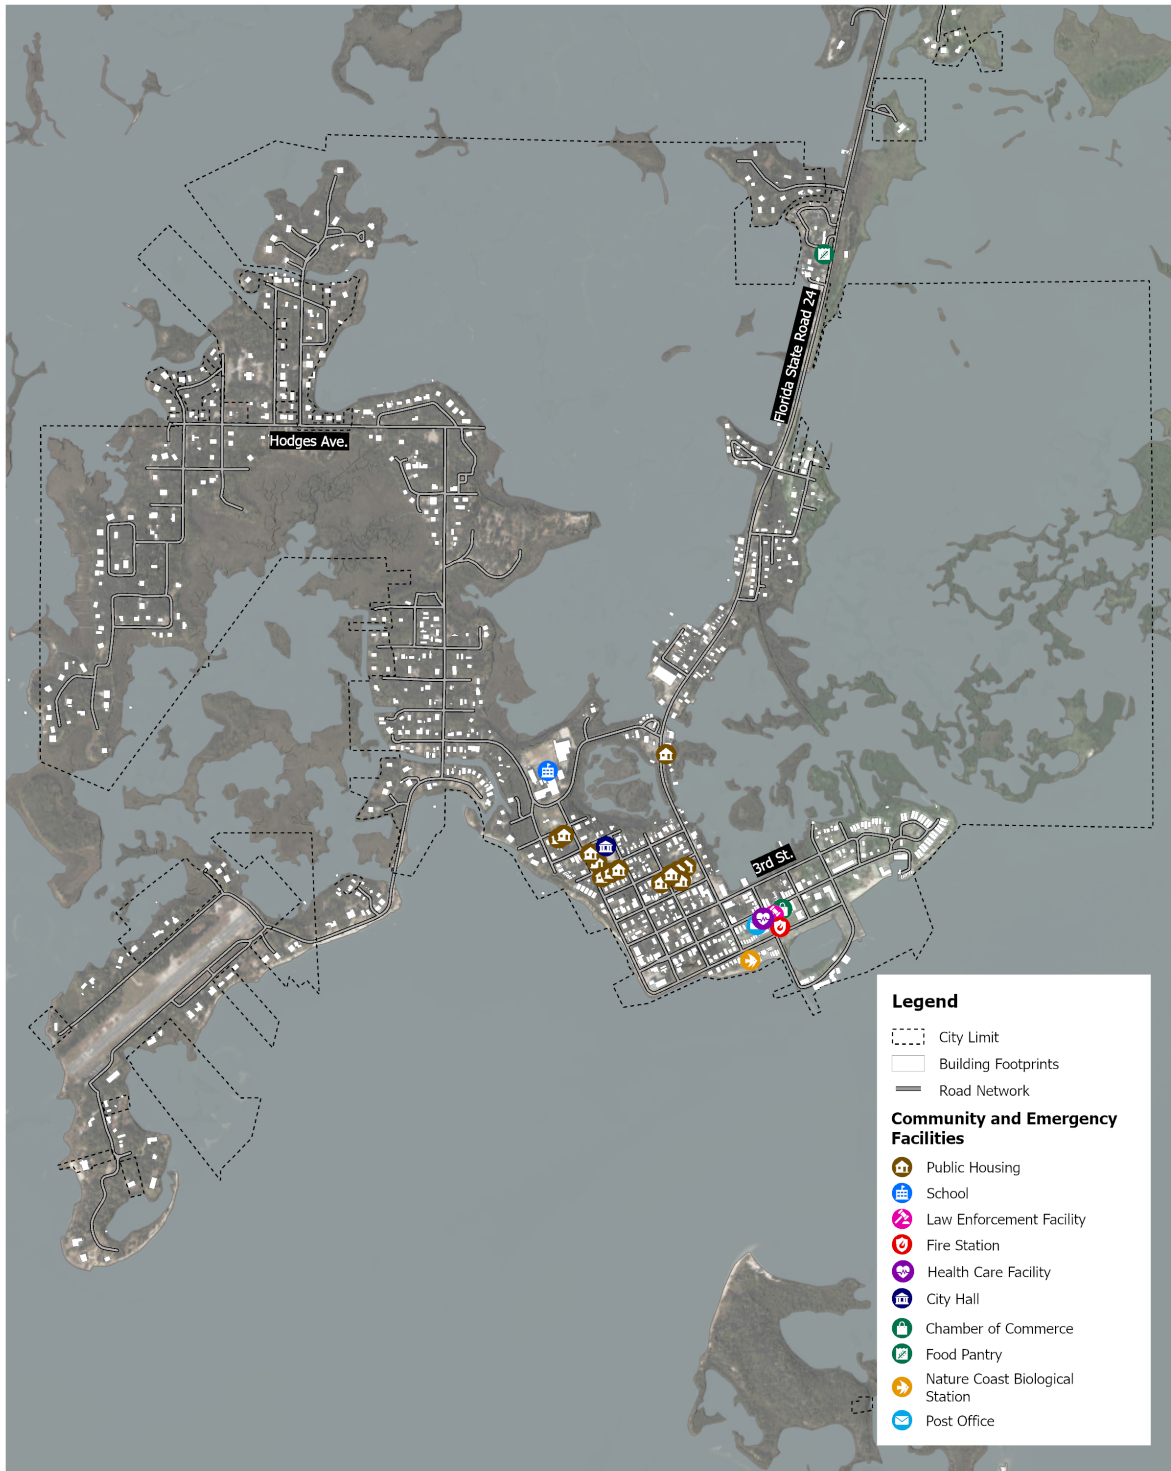 Florida State Road 24
Hodges Ave.
3rd St.
Legend
City Limit
Building Footprints
Road Network
Community and Emergency
Facilities
Public Housing
School
Law Enforcement Facility
Fire Station
Health Care Facility
City Hall
Chamber of Commerce
Food Pantry
Nature Coast Biological
Station
Post Office